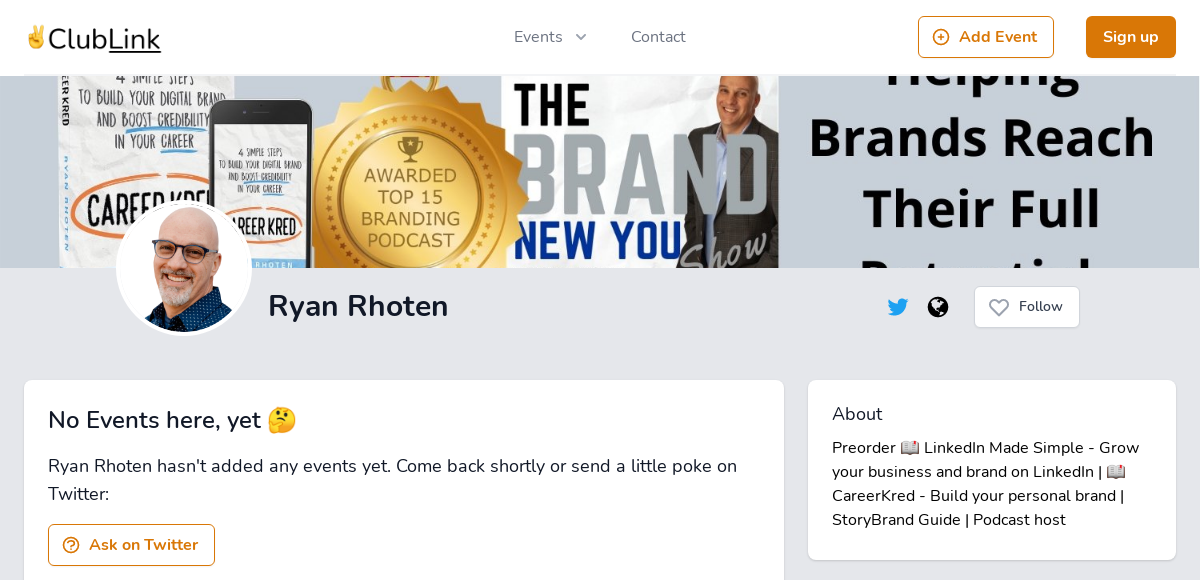 ✌️ClubLink
Events
Contact
Add Event
Sign up
4 SIMPLE STEPS
TO BUILD YOUR DIGITAL BRAND
AND BOOST CREDIBILITY
IN YOUR CAREER
RYAN RHOTEN
4 SIMPLE STEPS
TO BUILD YOUR DIGITAL BRAND
AND BOOST CREDIBILITY
IN YOUR CAREER
AWARDED
TOP 15
BRANDING
PODCAST
THE
BRAND
NEW YOU
Show
Helping
Brands Reach
Their Full
Potential
Ryan Rhoten
Follow
No Events here, yet 🤔
Ryan Rhoten hasn't added any events yet. Come back shortly or send a little poke on
Twitter:
Ask on Twitter
About
Preorder 📖 LinkedIn Made Simple - Grow
your business and brand on LinkedIn | 📖
CareerKred - Build your personal brand |
StoryBrand Guide | Podcast host